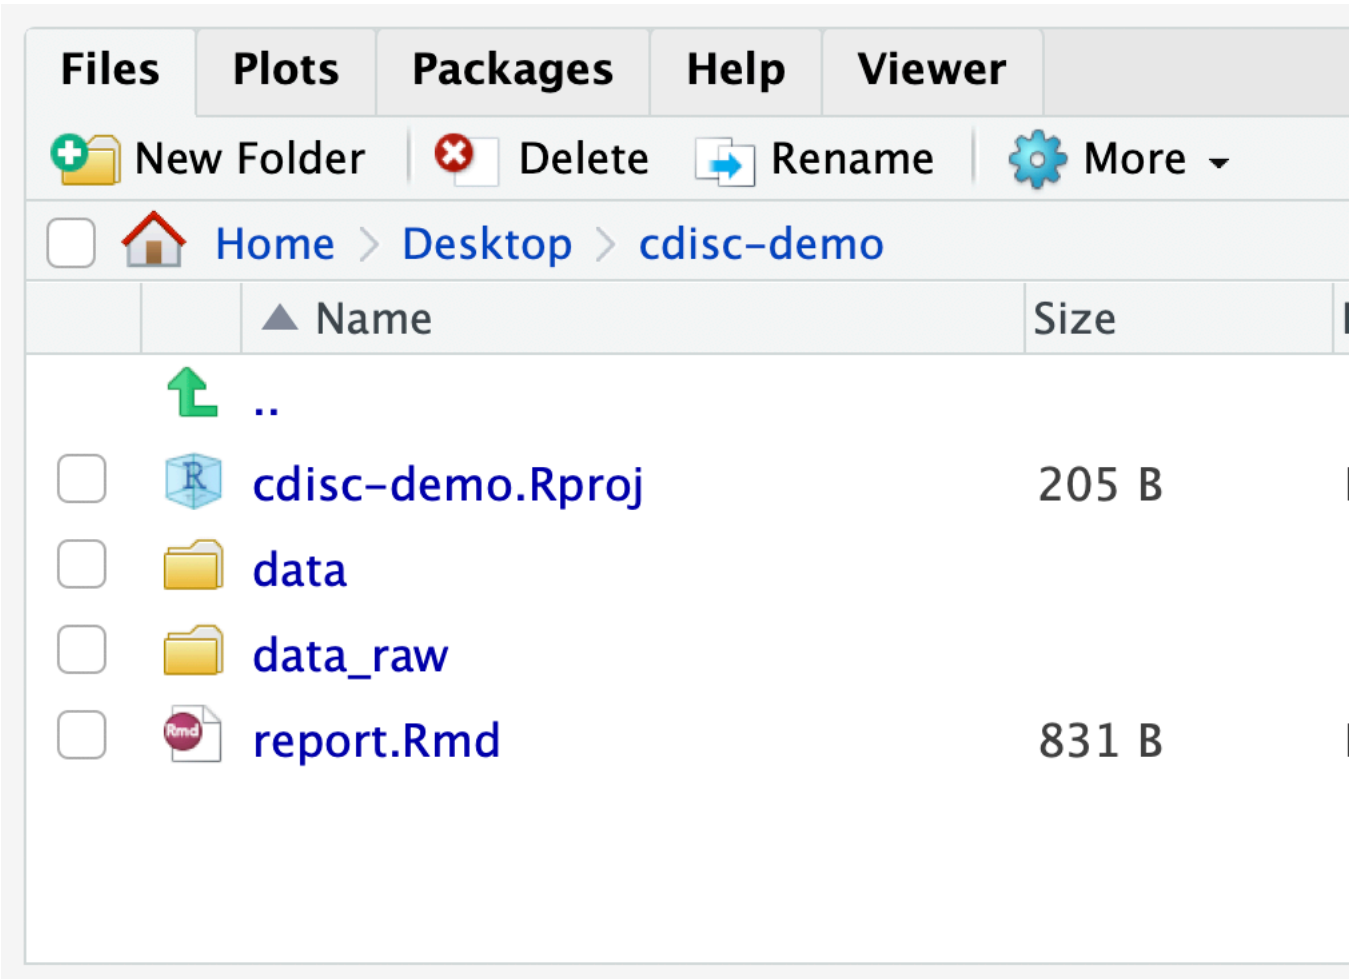 Files Plots Packages Help Viewer
New Folder Delete Rename More
Home Desktop cdisc-demo
Name Size
..
R cdisc-demo.Rproj 205 B
data
data_raw
Rmd report.Rmd 831 B